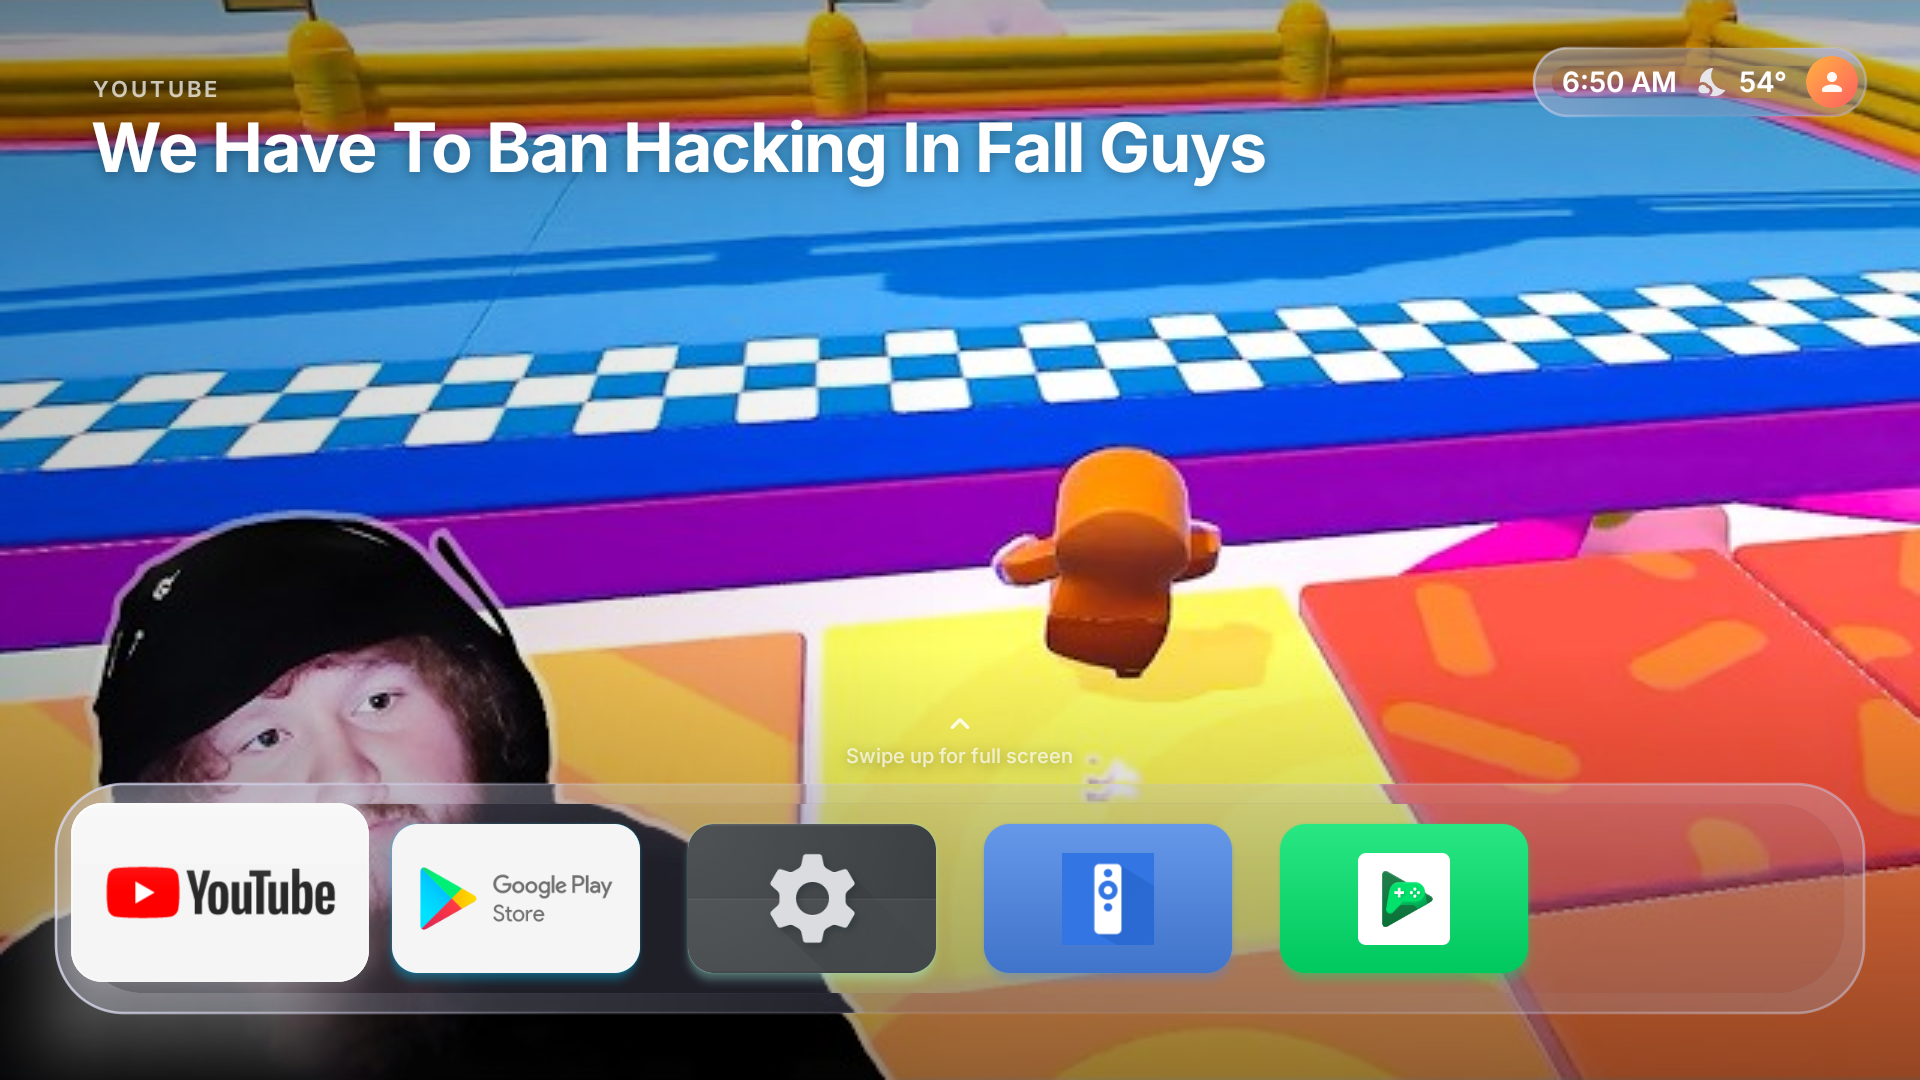 YOUTUBE
We Have To Ban Hacking In Fall Guys
6:50 AM 54°
Swipe up for full screen
YouTube
Google Play
Store